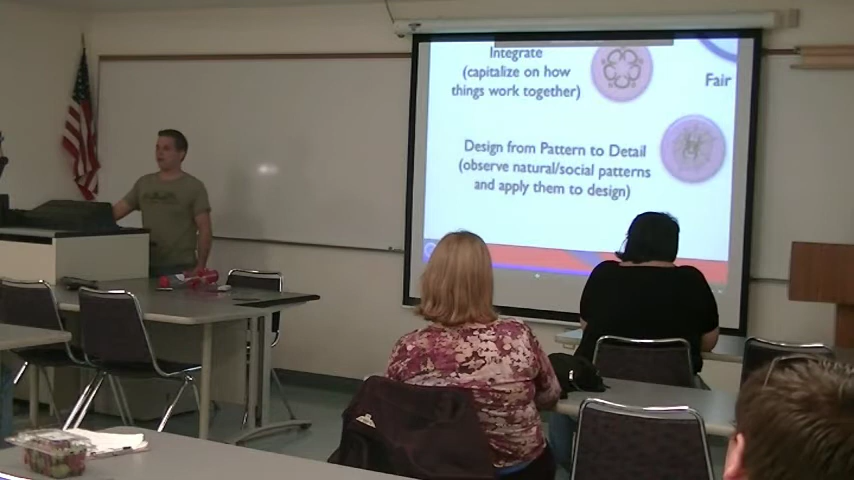 Integrate
(capitalize on how
things work together)
Fair
Design from Pattern to Detail
(observe natural/social patterns
and apply them to design)